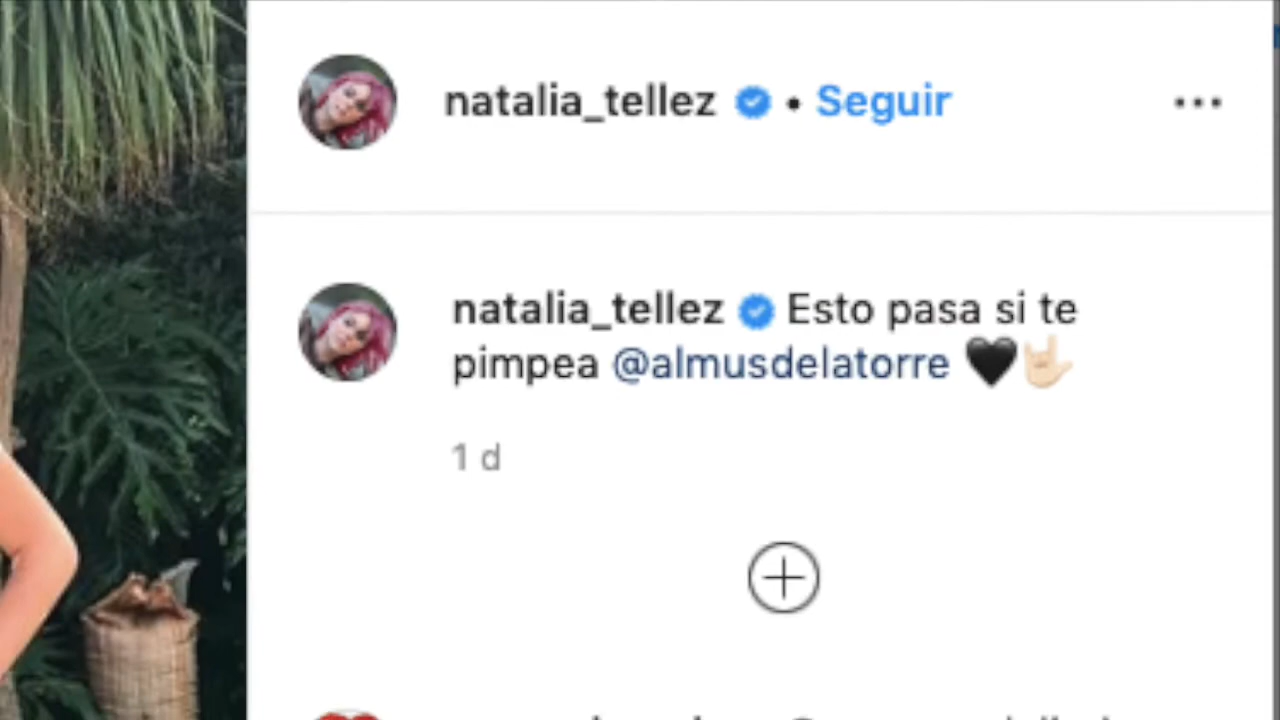 natalia_tellez • Seguir
natalia_tellez Esto pasa si te
pimpea @almusdelatorre 🖤🤟🏻
1 d